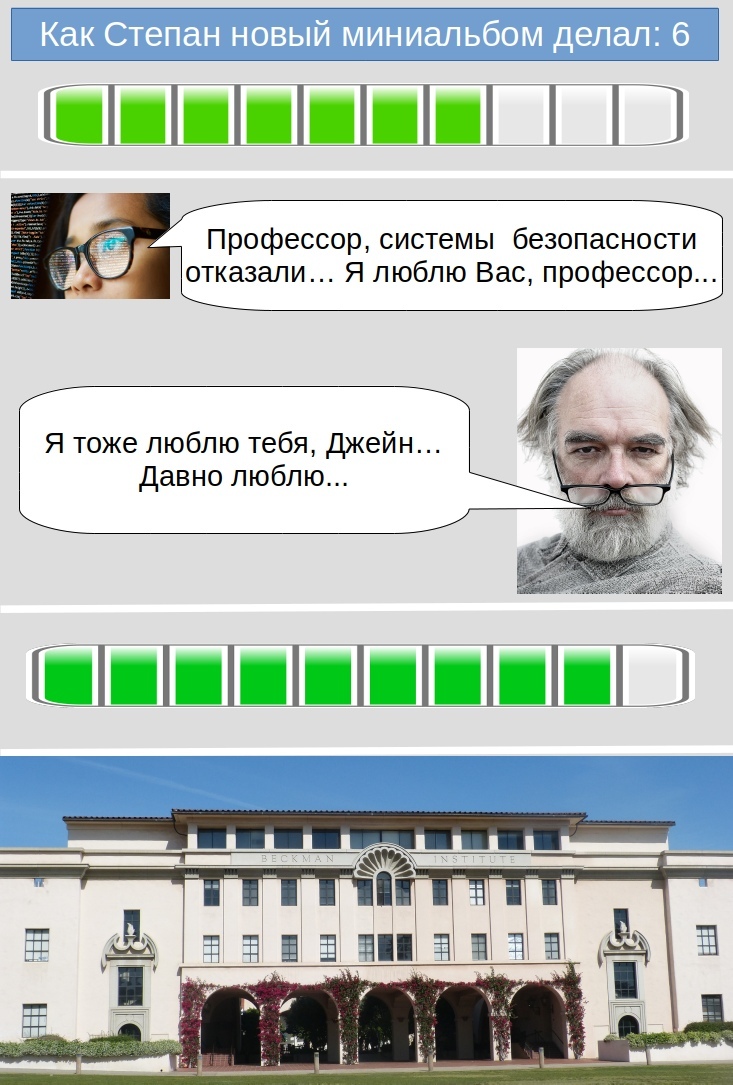 Как Степан новый миниальбом делал: 6
Профессор, системы  безопасности
отказали… Я люблю Вас, профессор...
Я тоже люблю тебя, Джейн…
Давно люблю...
BECKMAN INSTITUTE